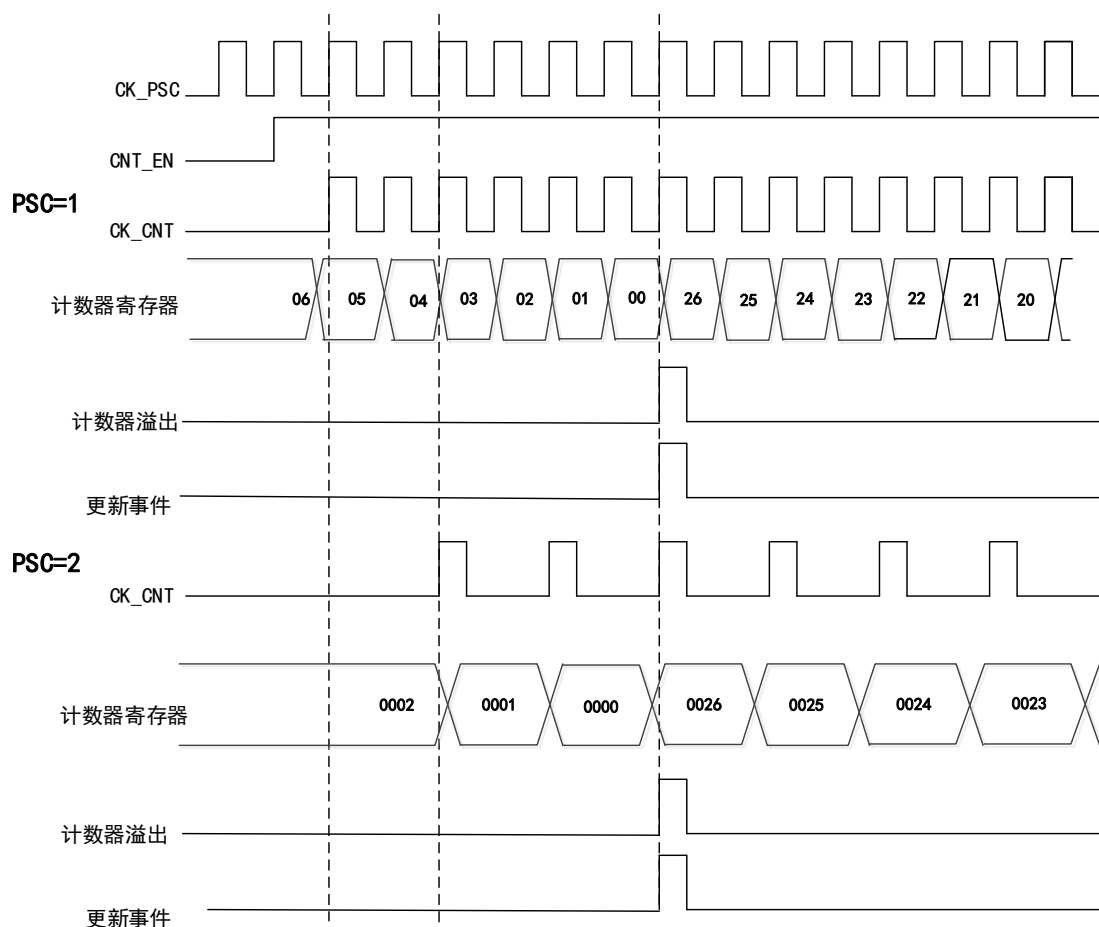 CK_PSC
CNT_EN
PSC=1
CK_CNT
计数器寄存器 06 05 04 03 02 01 00 26 25 24 23 22 21 20
计数器溢出
更新事件
PSC=2
CK_CNT
计数器寄存器 0002 0001 0000 0026 0025 0024 0023
计数器溢出
更新事件